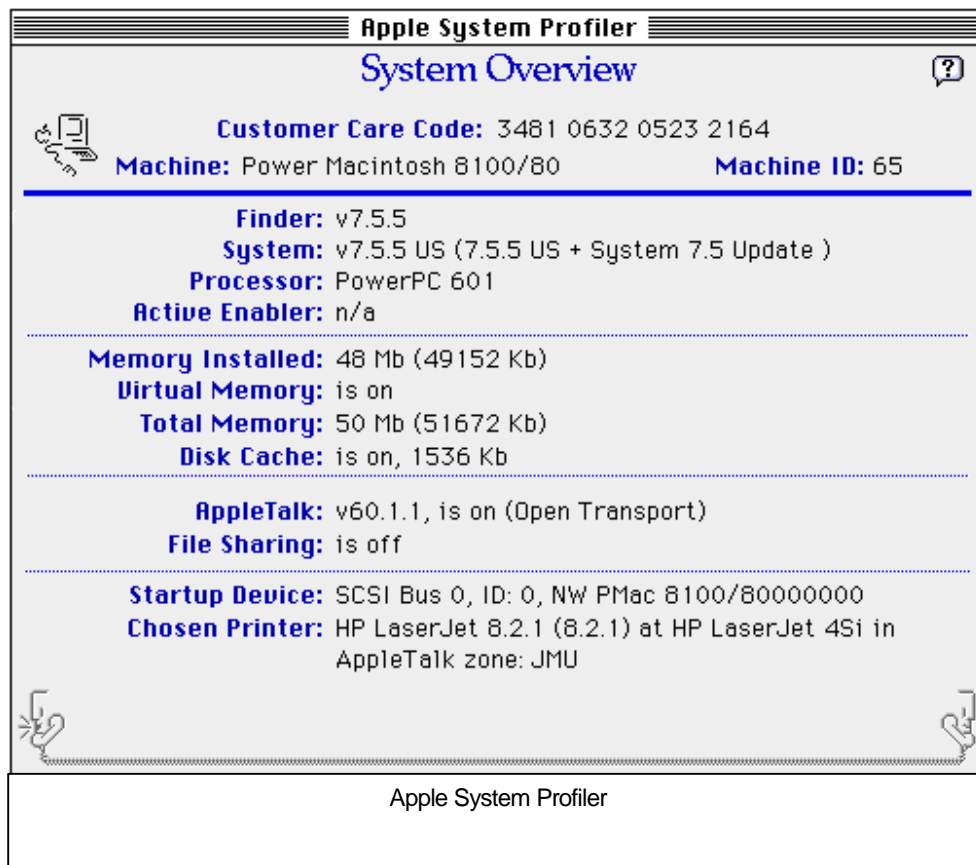 Apple System Profiler
System Overview
?
Customer Care Code: 3481 0632 0523 2164
Machine: Power Macintosh 8100/80 Machine ID: 65
Finder: v7.5.5
System: v7.5.5 US (7.5.5 US + System 7.5 Update )
Processor: PowerPC 601
Active Enabler: n/a
Memory Installed: 48 Mb (49152 Kb)
Virtual Memory: is on
Total Memory: 50 Mb (51672 Kb)
Disk Cache: is on, 1536 Kb
AppleTalk: v60.1.1, is on (Open Transport)
File Sharing: is off
Startup Device: SCSI Bus 0, ID: 0, NW PMac 8100/80000000
Chosen Printer: HP LaserJet 8.2.1 (8.2.1) at HP LaserJet 4Si in
AppleTalk zone: JMU
Apple System Profiler